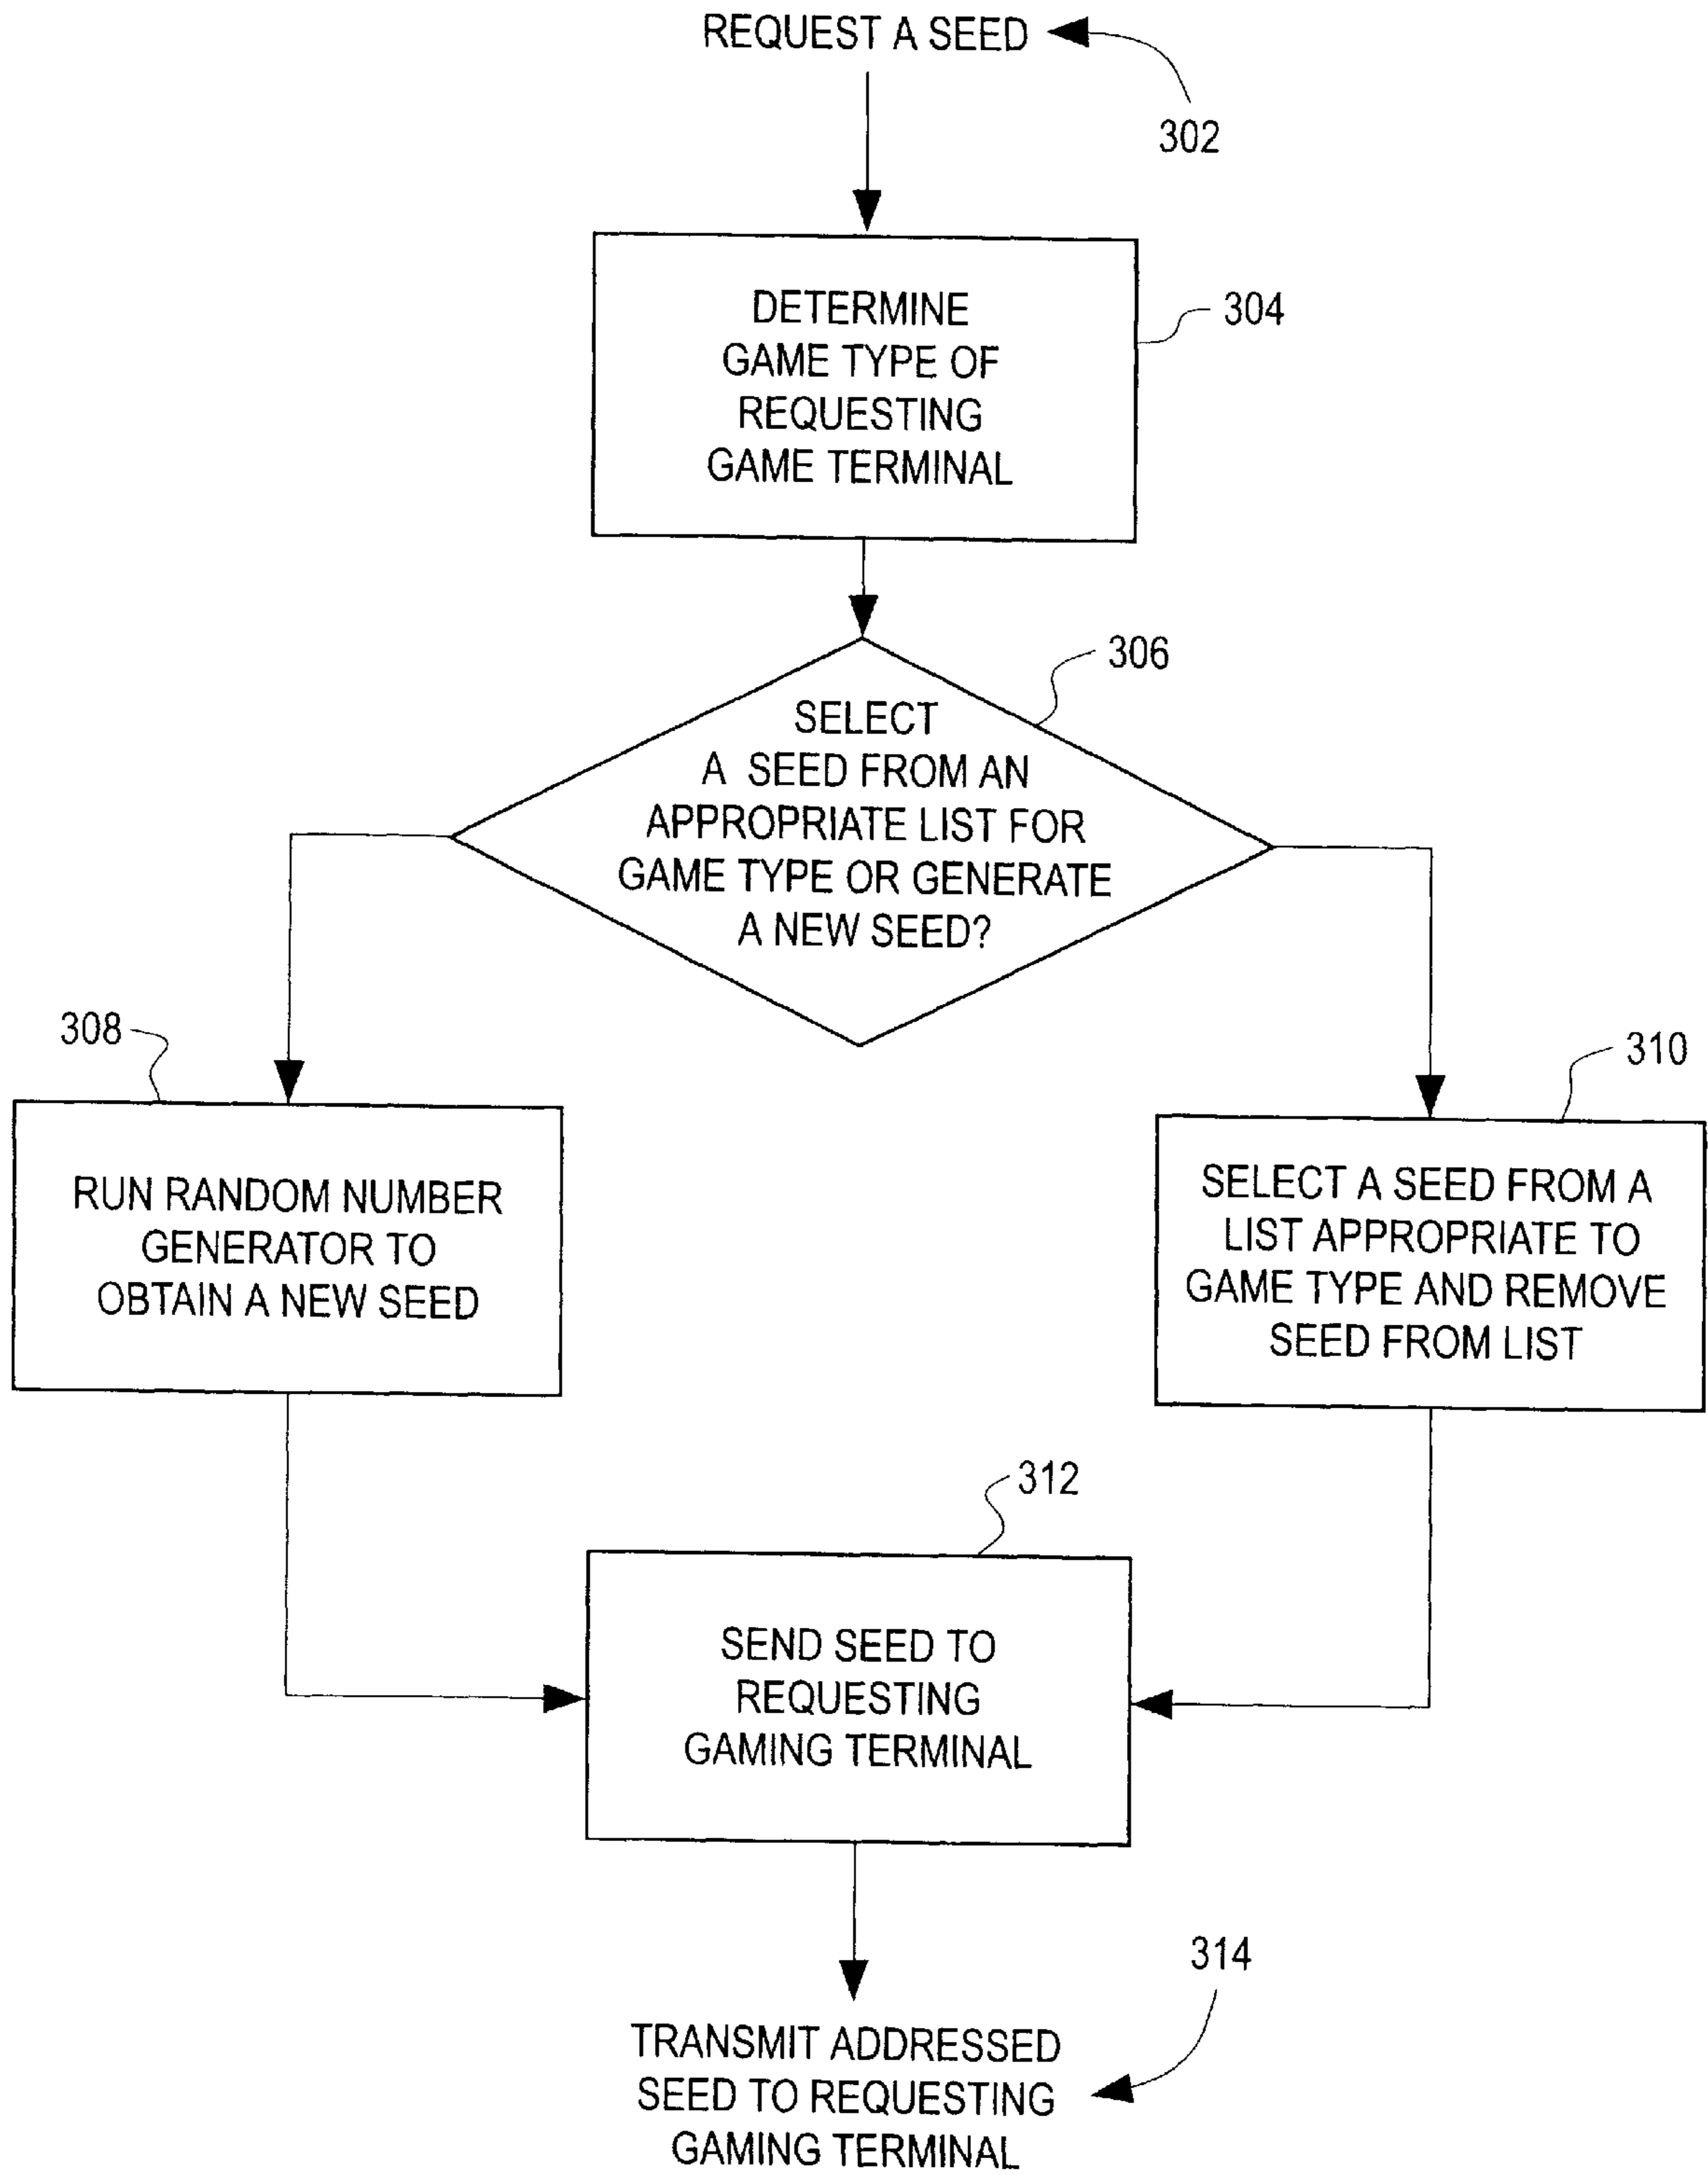 REQUEST A SEED
302
DETERMINE
GAME TYPE OF
REQUESTING
GAME TERMINAL
304
306
SELECT
A SEED FROM AN
APPROPRIATE LIST FOR
GAME TYPE OR GENERATE
A NEW SEED?
308
RUN RANDOM NUMBER
GENERATOR TO
OBTAIN A NEW SEED
310
SELECT A SEED FROM A
LIST APPROPRIATE TO
GAME TYPE AND REMOVE
SEED FROM LIST
312
SEND SEED TO
REQUESTING
GAMING TERMINAL
314
TRANSMIT ADDRESSED
SEED TO REQUESTING
GAMING TERMINAL